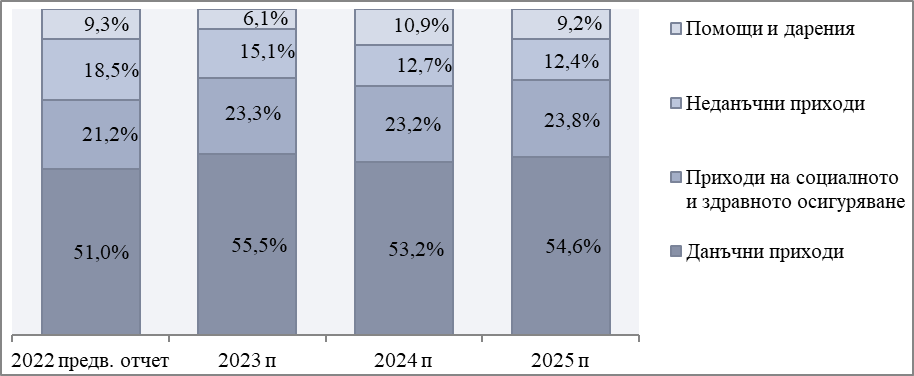 9,3%
6,1%
10,9%
9,2%
18,5%
15,1%
12,7%
12,4%
21,2%
23,3%
23,2%
23,8%
51,0%
55,5%
53,2%
54,6%
2022 предв. отчет
2023 п
2024 п
2025 п
Помощи и дарения
Неданъчни приходи
Приходи на социалното
и здравното осигуряване
Данъчни приходи